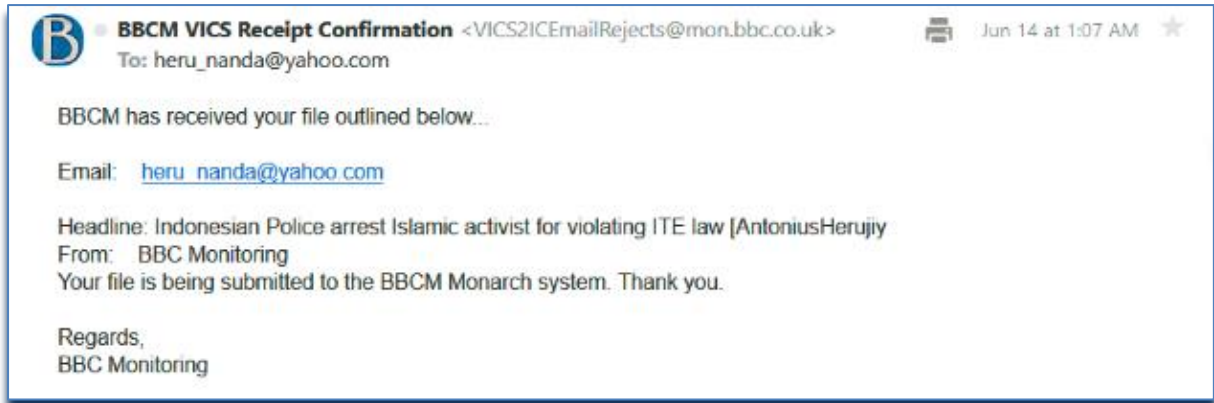 B
BBCM VICS Receipt Confirmation <VICS2ICEmailRejects@mon.bbc.co.uk> Jun 14 at 1:07 AM
To: heru_nanda@yahoo.com
BBCM has received your file outlined below...
Email: heru_nanda@yahoo.com
Headline: Indonesian Police arrest Islamic activist for violating ITE law [AntoniusHerujiy
From: BBC Monitoring
Your file is being submitted to the BBCM Monarch system. Thank you.
Regards,
BBC Monitoring